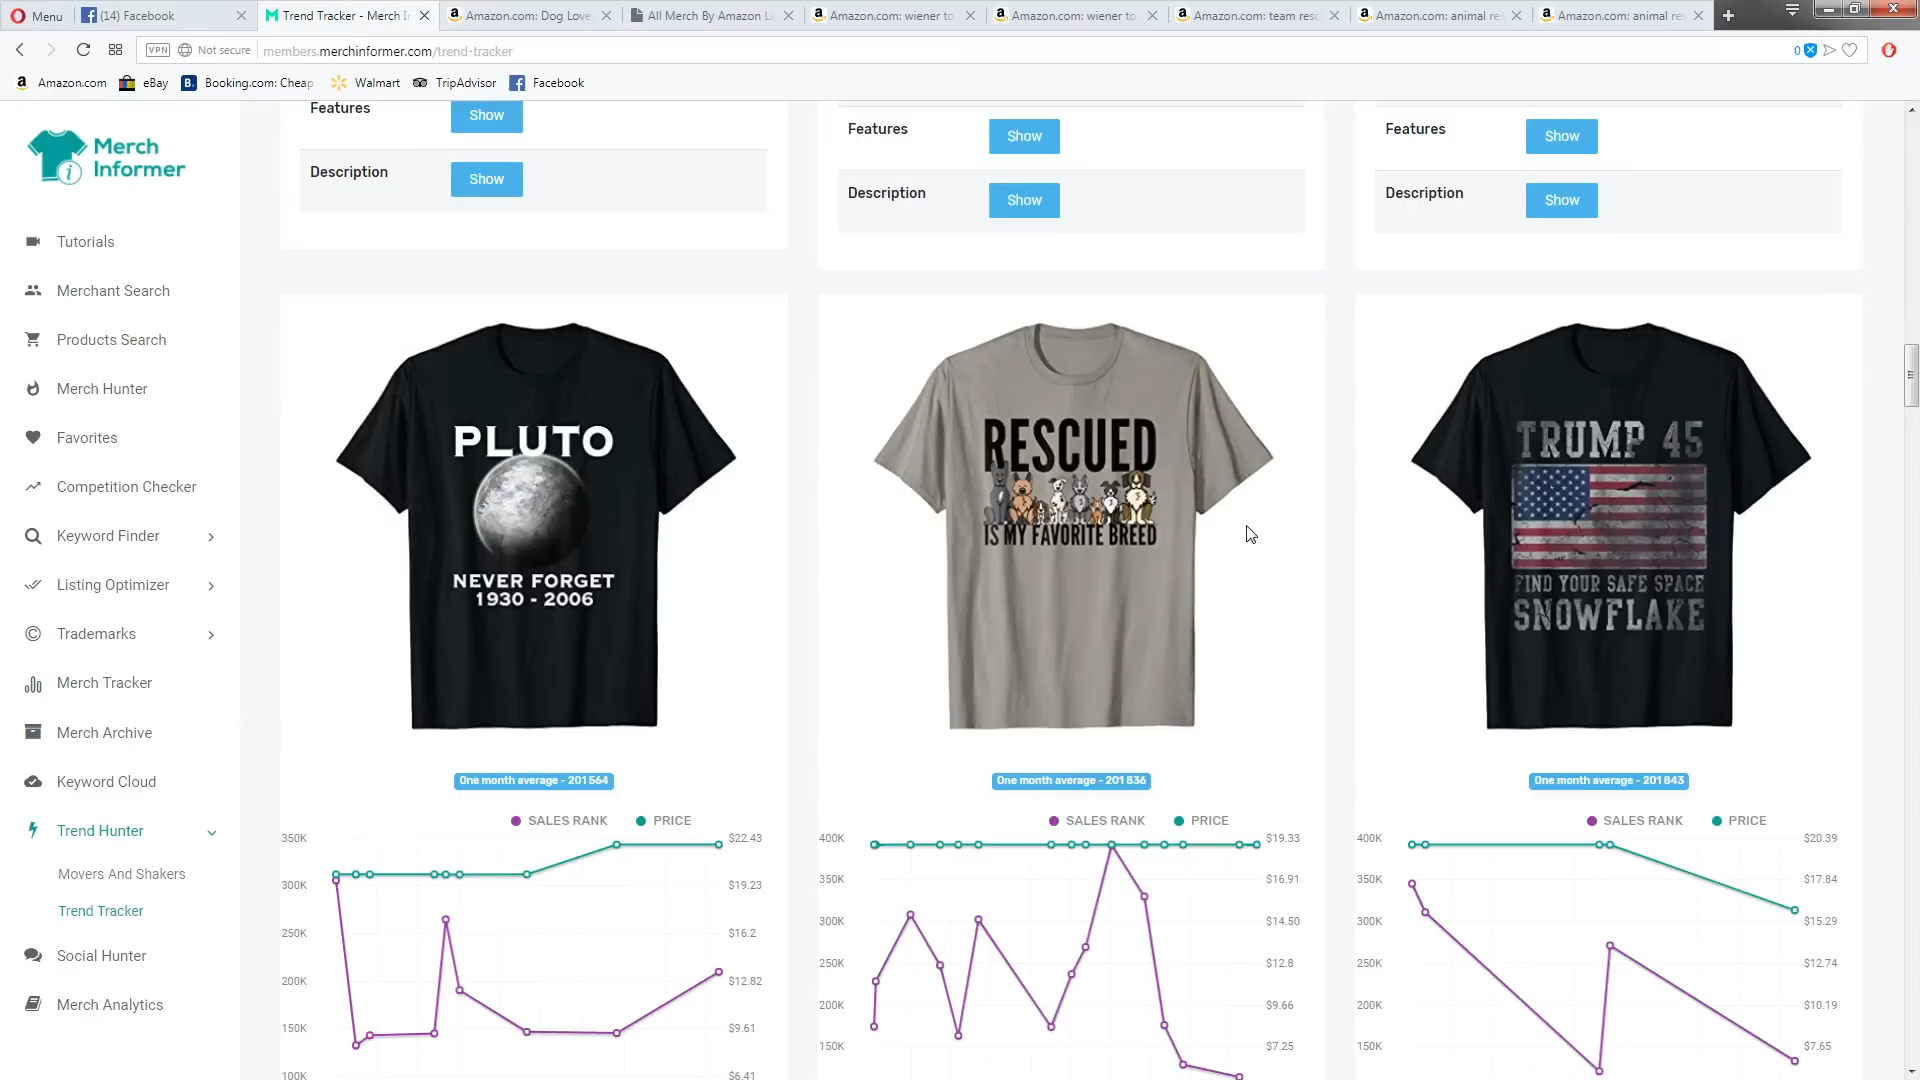 Menu
(14) Facebook
Trend Tracker - Merch I
Amazon.com: Dog Love
All Merch By Amazon Li
Amazon.com: wiener to
Amazon.com: wiener to
Amazon.com: team resc
Amazon.com: animal re
Amazon.com: animal re
VPN
Not secure
members.merchinformer.com/trend-tracker
0
Amazon.com
eBay
Booking.com: Cheap
Walmart
TripAdvisor
Facebook
Merch
Informer
Tutorials
Merchant Search
Products Search
Merch Hunter
Favorites
Competition Checker
Keyword Finder
Listing Optimizer
Trademarks
Merch Tracker
Merch Archive
Keyword Cloud
Trend Hunter
Movers And Shakers
Trend Tracker
Social Hunter
Merch Analytics
Features
Show
Description
Show
Features
Show
Description
Show
Features
Show
Description
Show
PLUTO
NEVER FORGET
1930 - 2006
One month average - 201 564
SALES RANK
PRICE
350K
300K
250K
200K
150K
100K
$22.43
$19.23
$16.2
$12.82
$9.61
$6.41
RESCUED
IS MY FAVORITE BREED
One month average - 201 836
SALES RANK
PRICE
400K
350K
300K
250K
200K
150K
$19.33
$16.91
$14.50
$12.8
$9.66
$7.25
TRUMP 45
FIND YOUR SAFE SPACE
SNOWFLAKE
One month average - 201 843
SALES RANK
PRICE
400K
350K
300K
250K
200K
150K
$20.39
$17.84
$15.29
$12.74
$10.19
$7.65